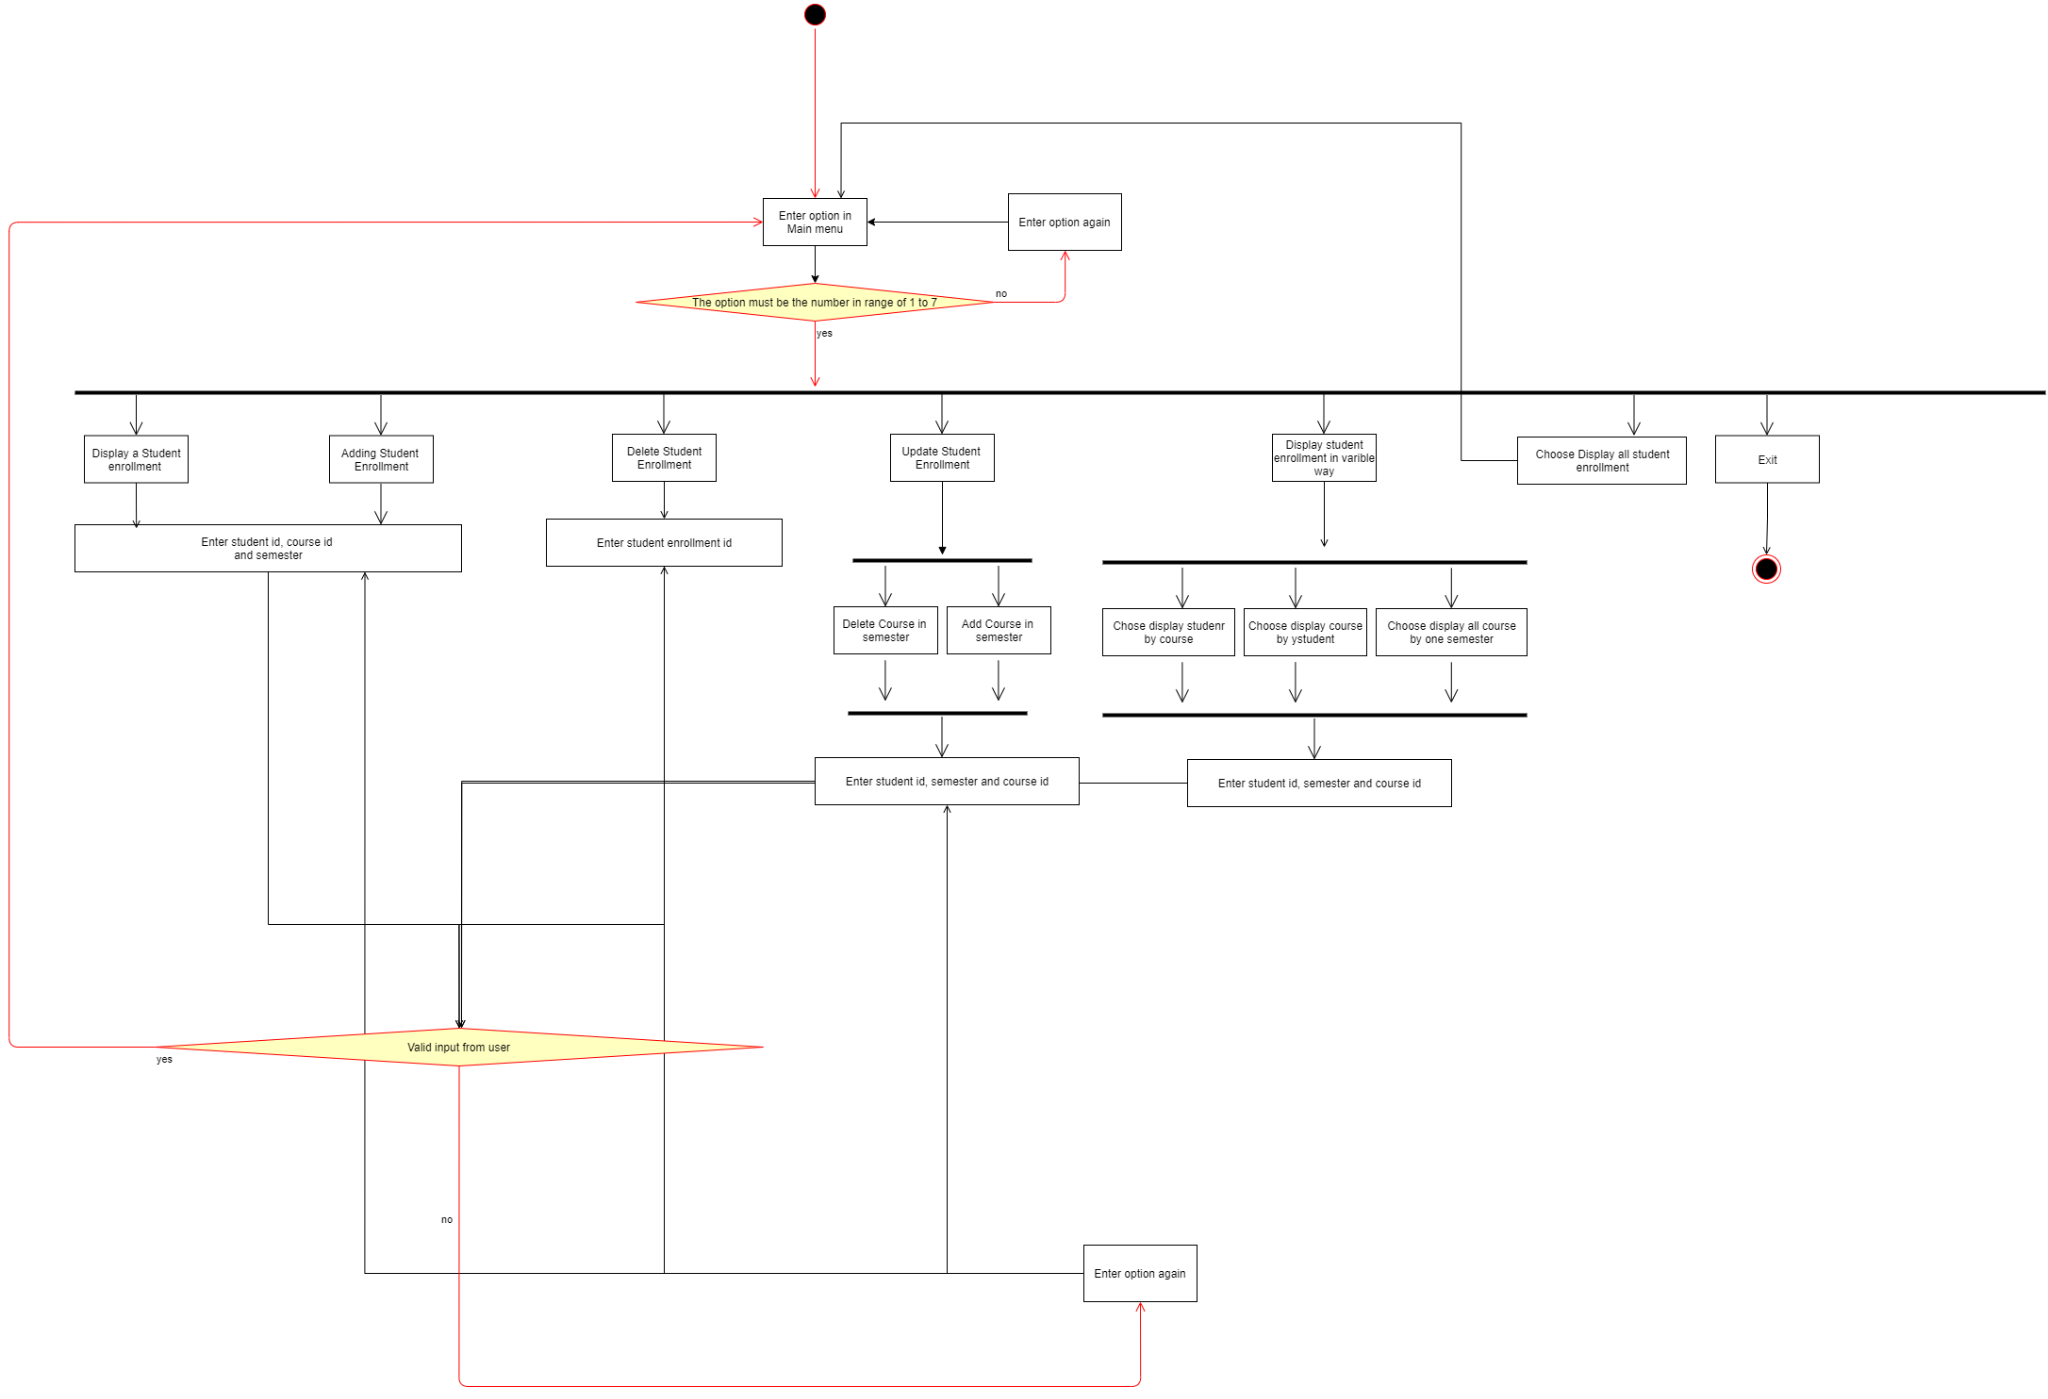 Enter option in
Main menu
Enter option again
The option must be the number in range of 1 to 7
no
yes
Display a Student
enrollment
Adding Student
Enrollment
Delete Student
Enrollment
Update Student
Enrollment
Display student
enrollment in varible
way
Choose Display all student
enrollment
Exit
Enter student id, course id
and semester
Enter student enrollment id
Delete Course in
semester
Add Course in
semester
Chose display studenr
by course
Choose display course
by ystudent
Choose display all course
by one semester
Enter student id, semester and course id
Enter student id, semester and course id
Valid input from user
yes
no
Enter option again